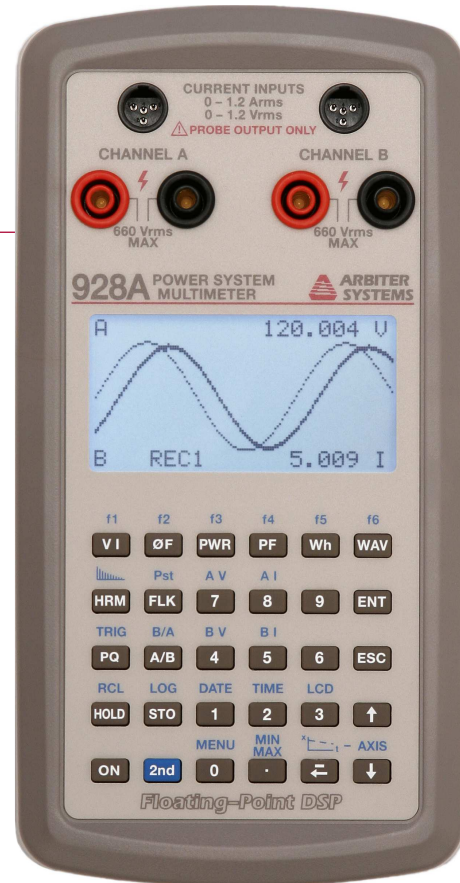 CURRENT INPUTS
0 – 1.2 Arms
0 – 1.2 Vrms
⚠ PROBE OUTPUT ONLY
CHANNEL A CHANNEL B
660 Vrms MAX 660 Vrms MAX
928A POWER SYSTEM MULTIMETER ARBITER SYSTEMS
A 120.004 V
B REC1 5.009 I
f1 f2 f3 f4 f5 f6
V I ØF PWR PF Wh WAV
Pst A V A I
HRM FLK 7 8 9 ENT
TRIG B/A B V B I
PQ A/B 4 5 6 ESC
RCL LOG DATE TIME LCD
HOLD STO 1 2 3 ↑
MENU MIN MAX x t – AXIS
ON 2nd 0 . ← ↓
Floating–Point DSP